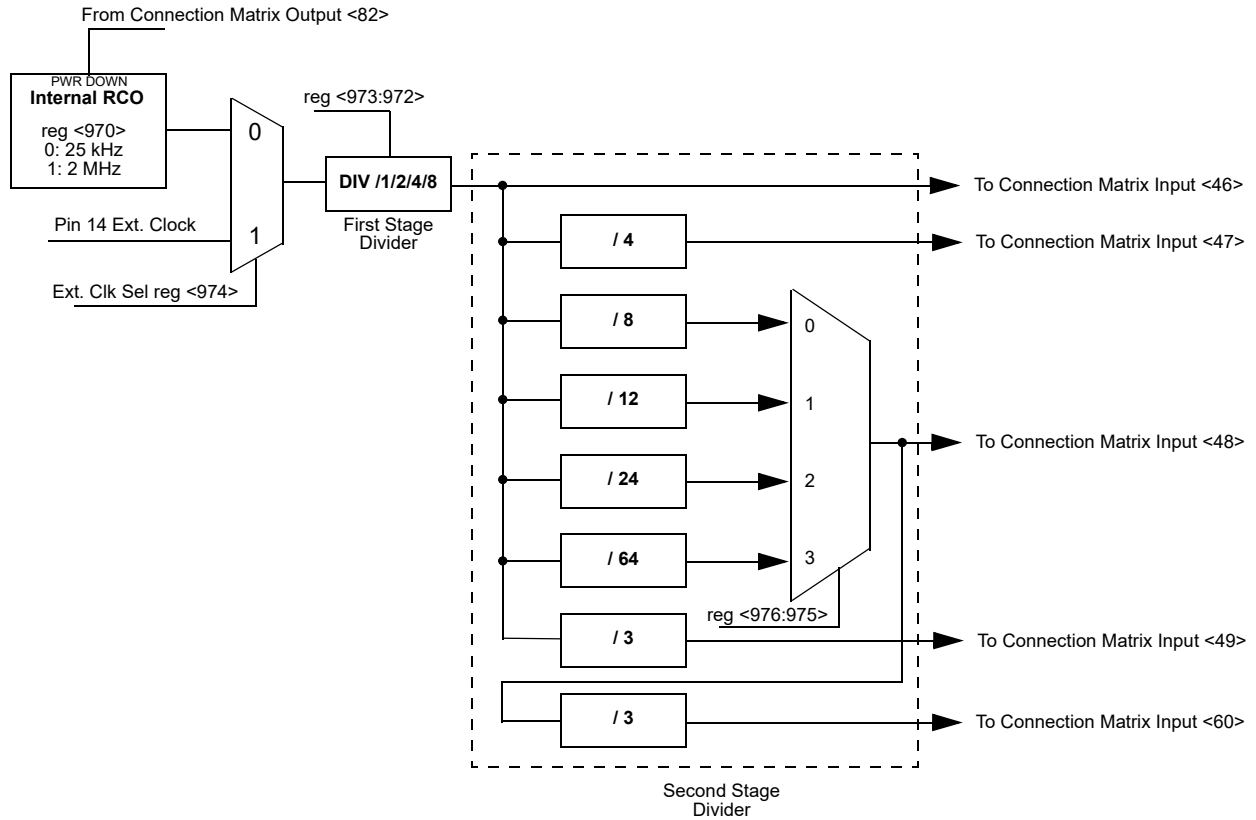 From Connection Matrix Output <82>
PWR DOWN
Internal RCO
reg <970>
0: 25 kHz
1: 2 MHz
0
1
Pin 14 Ext. Clock
Ext. Clk Sel reg <974>
reg <973:972>
DIV /1/2/4/8
First Stage
Divider
To Connection Matrix Input <46>
/ 4
To Connection Matrix Input <47>
/ 8
0
/ 12
1
To Connection Matrix Input <48>
/ 24
2
/ 64
3
reg <976:975>
/ 3
To Connection Matrix Input <49>
/ 3
To Connection Matrix Input <60>
Second Stage
Divider